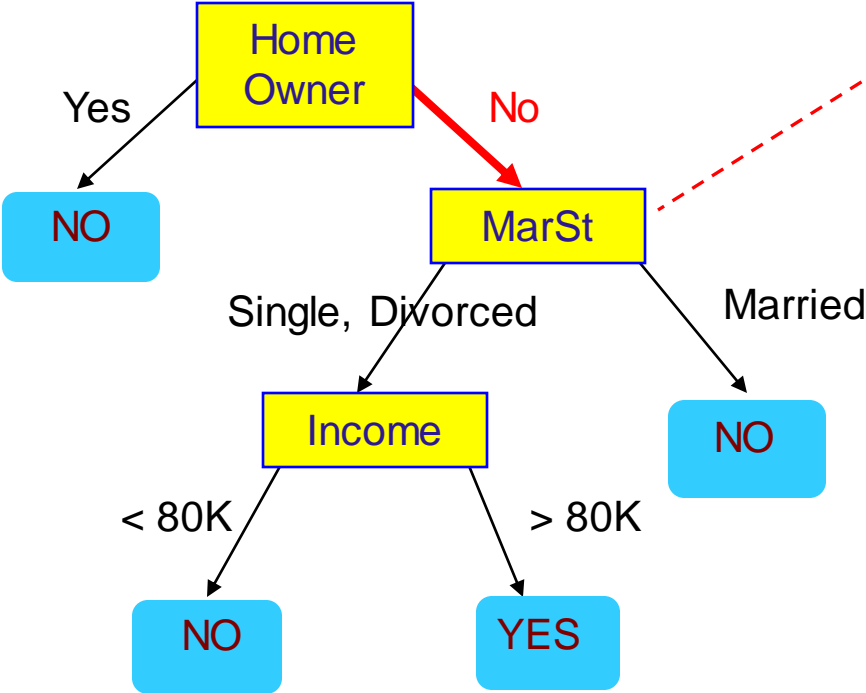 Home
Owner
Yes
No
NO
MarSt
Single, Divorced
Married
Income
NO
< 80K
> 80K
NO
YES